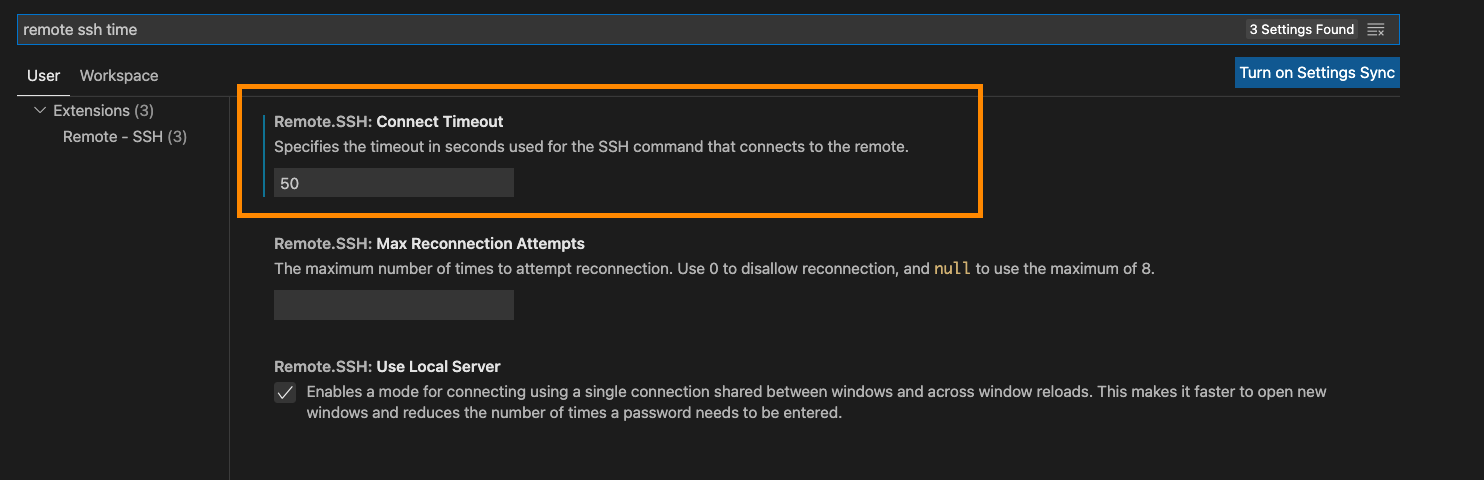 remote ssh time
3 Settings Found
User Workspace
Turn on Settings Sync
Extensions (3)
Remote - SSH (3)
Remote.SSH: Connect Timeout
Specifies the timeout in seconds used for the SSH command that connects to the remote.
50
Remote.SSH: Max Reconnection Attempts
The maximum number of times to attempt reconnection. Use 0 to disallow reconnection, and null to use the maximum of 8.
Remote.SSH: Use Local Server
Enables a mode for connecting using a single connection shared between windows and across window reloads. This makes it faster to open new
windows and reduces the number of times a password needs to be entered.